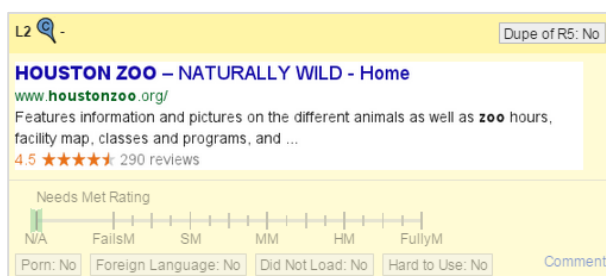 L2 C - Dupe of R5: No
HOUSTON ZOO – NATURALLY WILD - Home
www.houstonzoo.org/
Features information and pictures on the different animals as well as zoo hours,
facility map, classes and programs, and ...
4.5 ★★★★★ 290 reviews
Needs Met Rating
N/A FailsM SM MM HM FullyM
Porn: No Foreign Language: No Did Not Load: No Hard to Use: No Comment